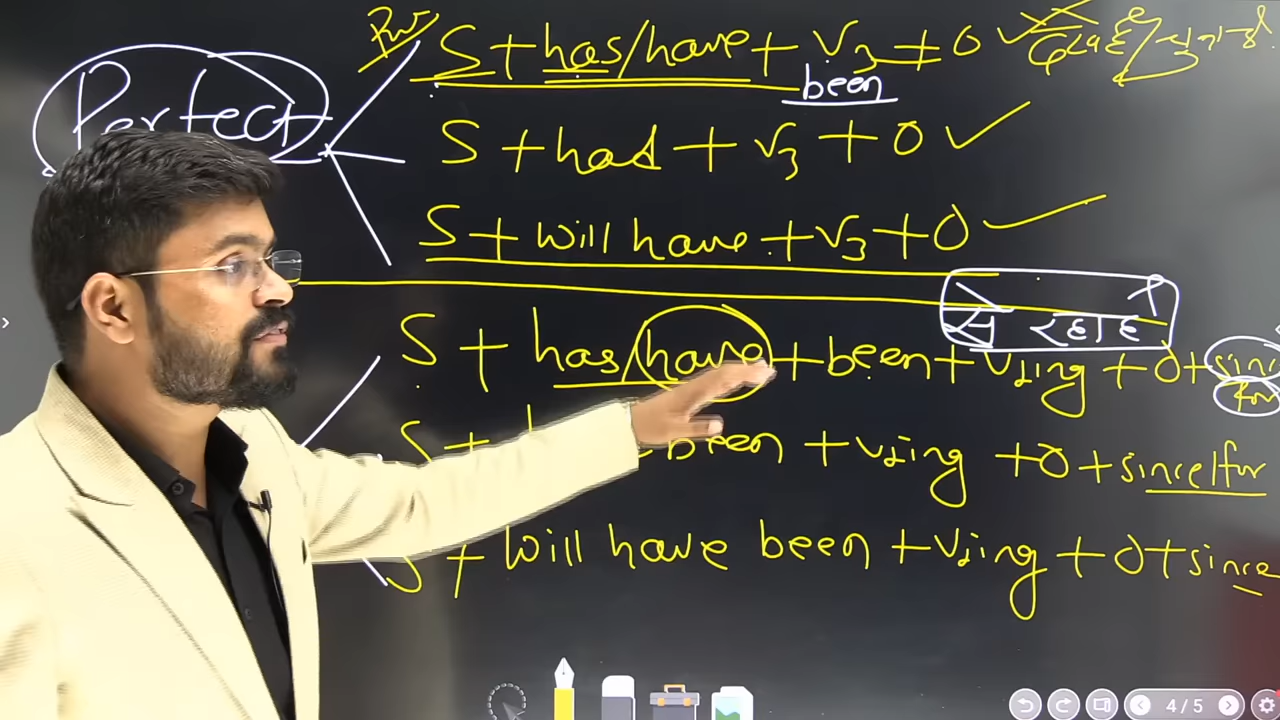 Perfect
S + has/have + V3 + O
been
S + had + V3 + O
S + will have + V3 + O
से रहा है
S + has/have + been + V1ing + O + since
for
S + been + V1ing + O + since/for
S + will have been + V1ing + O + since
4/5